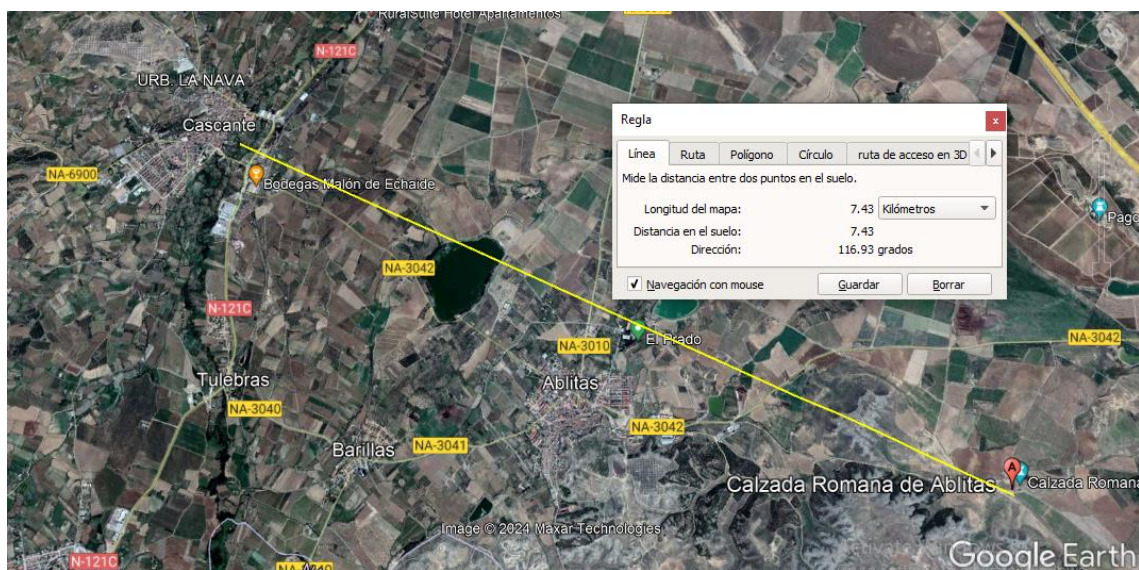 RuralSuite Hotel Apartamentos
N-121C
URB. LA NAVA
Cascante
NA-6900
Bodegas Malón de Echaide
Regla
x
Línea
Ruta
Polígono
Círculo
ruta de acceso en 3D
Mide la distancia entre dos puntos en el suelo.
Longitud del mapa: 7.43 Kilómetros
Distancia en el suelo: 7.43
Dirección: 116.93 grados
Navegación con mouse
Guardar
Borrar
Pago
NA-3042
N-121C
NA-3010
El Prado
NA-3042
Tulebras
Ablitas
NA-3040
NA-3042
Barillas
NA-3041
A
Calzada Romana de Ablitas
Calzada Romana
Image © 2024 Maxar Technologies
Google Earth
N-121C